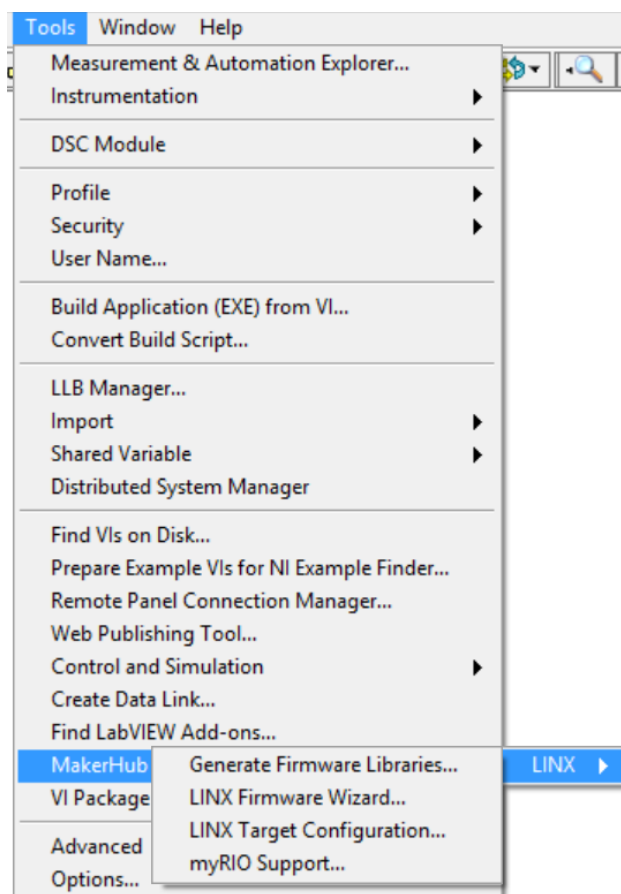 Tools Window Help
Measurement & Automation Explorer...
Instrumentation
DSC Module
Profile
Security
User Name...
Build Application (EXE) from VI...
Convert Build Script...
LLB Manager...
Import
Shared Variable
Distributed System Manager
Find VIs on Disk...
Prepare Example VIs for NI Example Finder...
Remote Panel Connection Manager...
Web Publishing Tool...
Control and Simulation
Create Data Link...
Find LabVIEW Add-ons...
MakerHub Generate Firmware Libraries... LINX
VI Package LINX Firmware Wizard...
LINX Target Configuration...
Advanced myRIO Support...
Options...